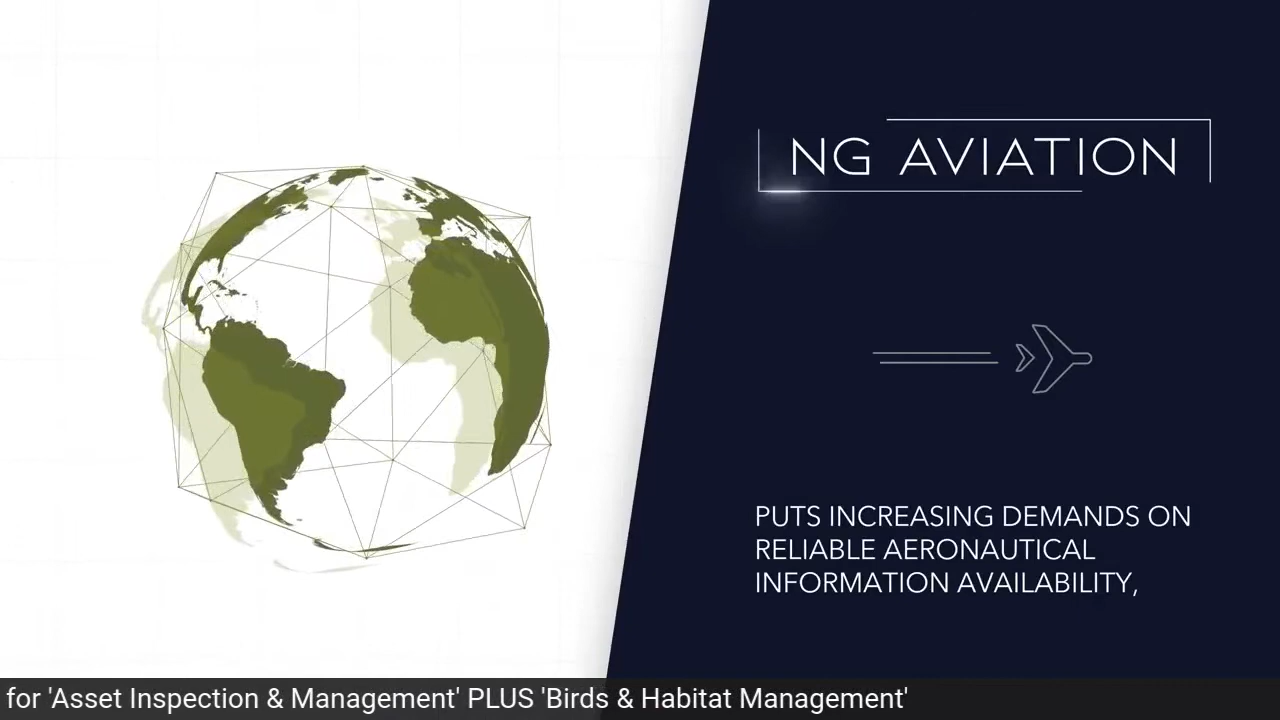 NG AVIATION
PUTS INCREASING DEMANDS ON
RELIABLE AERONAUTICAL
INFORMATION AVAILABILITY,
for 'Asset Inspection & Management' PLUS 'Birds & Habitat Management'